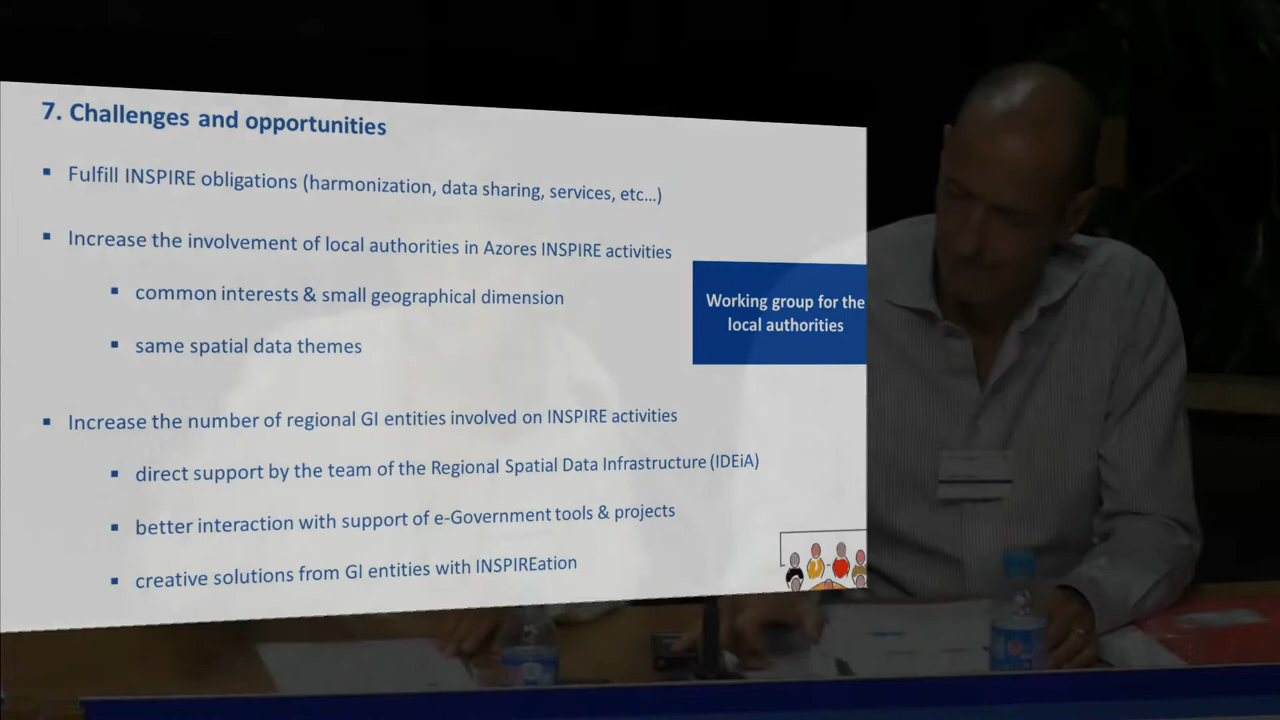 7. Challenges and opportunities
▪ Fulfill INSPIRE obligations (harmonization, data sharing, services, etc...)
▪ Increase the involvement of local authorities in Azores INSPIRE activities
▪ common interests & small geographical dimension
▪ same spatial data themes
Working group for the
local authorities
▪ Increase the number of regional GI entities involved on INSPIRE activities
▪ direct support by the team of the Regional Spatial Data Infrastructure (IDEiA)
▪ better interaction with support of e-Government tools & projects
▪ creative solutions from GI entities with INSPIREation